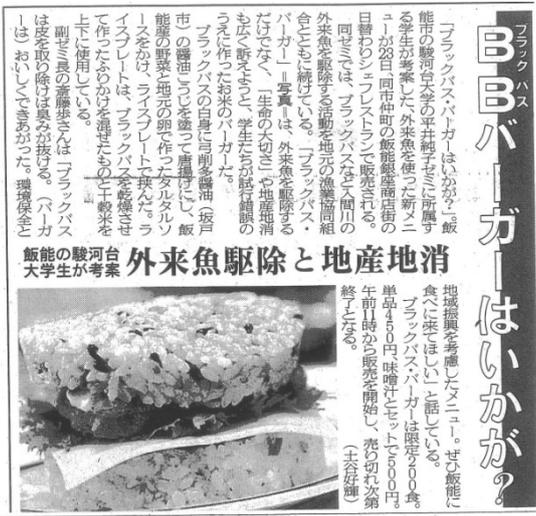 BBバーガーはいかが?
ブラック バス
外来魚駆除と地産地消
飯能の駿河台
大学生が考案
「ブラックバス・バーガーはいかが?」。飯
能市の駿河台大学の平井純子ゼミに所属す
る学生が考案した、外来魚を使った新メニ
ューが28日、同市仲町の飯能銀座商店街の
日替わりシェフレストランで販売される。
同ゼミでは、ブラックバスなど入間川の
外来魚を駆除する活動を地元の漁業協同組
合とともに続けている。「ブラックバス・
バーガー」=写真=は、外来魚を駆除する
だけでなく、「生命の大切さ」や地産地消
も広く訴えようと、学生たちが試行錯誤の
うえに作ったお米のバーガーだ。
ブラックバスの白身に弓削多醤油(坂戸
市)の醤油こうじを塗って唐揚げにし、飯
能産の野菜と地元の卵で作ったタルタルソ
ースをかけ、ライスプレートで挟んだ。ラ
イスプレートは、ブラックバスを乾燥させ
て作ったふりかけを混ぜたものと十穀米を
上下に使用している。
副ゼミ長の斎藤歩さんは「ブラックバス
は皮を取り除けば臭みが抜ける。(バーガ
ーは)おいしくできあがった。環境保全と
地域振興を考慮したメニュー。ぜひ飯能に
食べに来てほしい」と話している。
ブラックバス・バーガーは限定200食。
単品450円、味噌汁とセットで500円。
午前11時から販売を開始し、売り切れ次第
終了となる。
(土谷好輝)